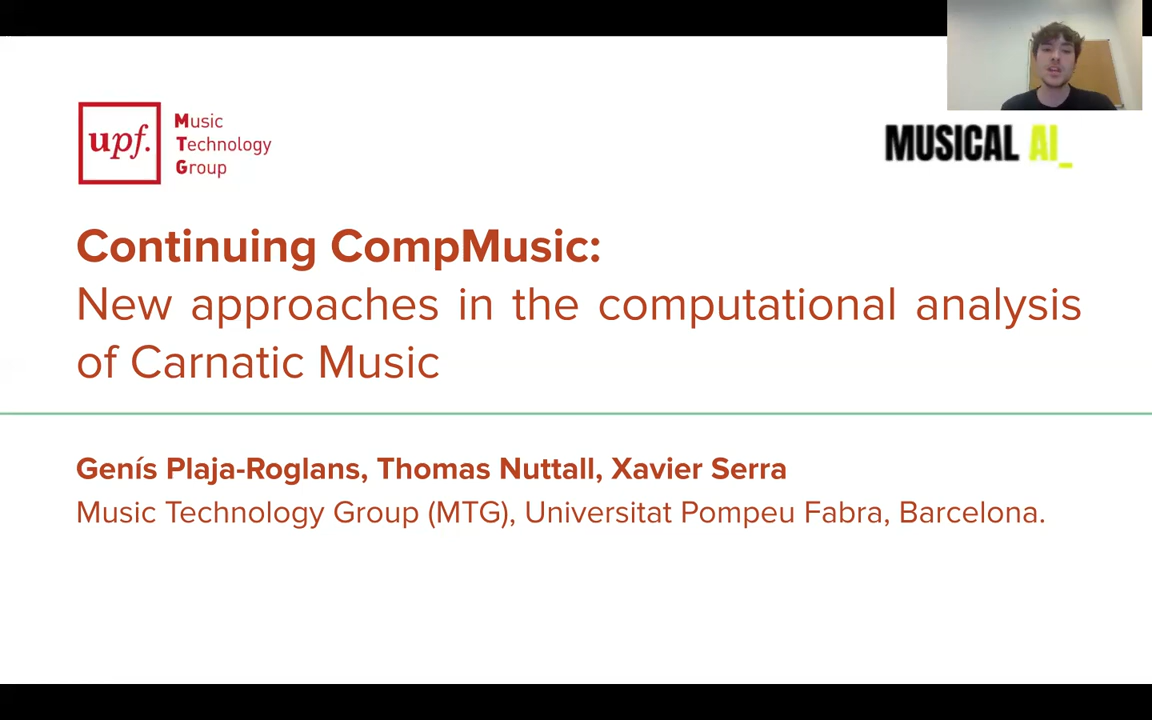 upf.
Music
Technology
Group
MUSICAL AI_
Continuing CompMusic:
New approaches in the computational analysis
of Carnatic Music
Genís Plaja-Roglans, Thomas Nuttall, Xavier Serra
Music Technology Group (MTG), Universitat Pompeu Fabra, Barcelona.